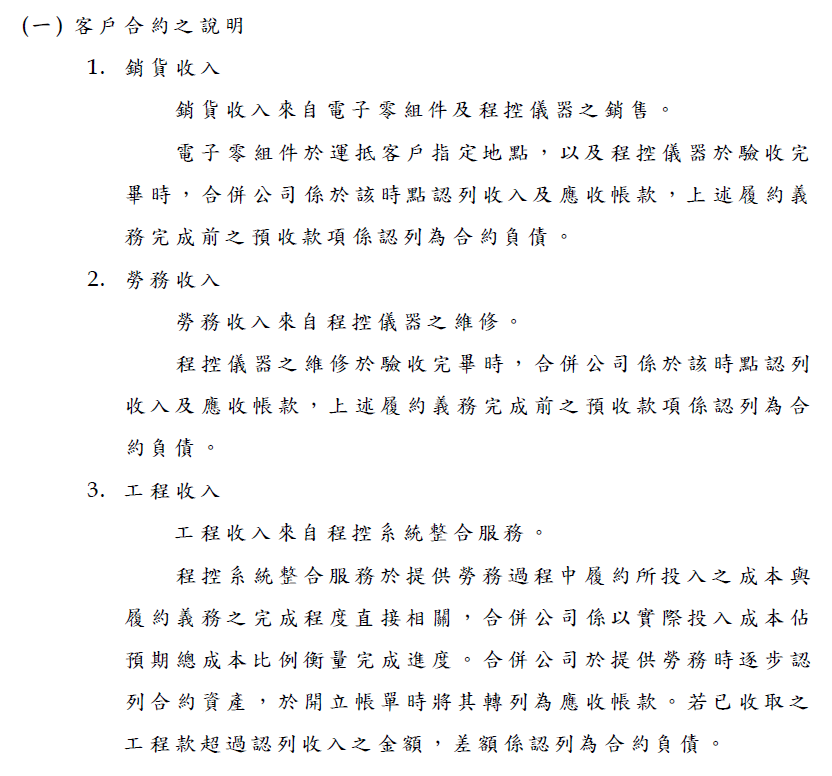 (一) 客戶合約之說明
1. 銷貨收入
銷貨收入來自電子零組件及程控儀器之銷售。
電子零組件於運抵客戶指定地點，以及程控儀器於驗收完
畢時，合併公司係於該時點認列收入及應收帳款，上述履約義
務完成前之預收款項係認列為合約負債。
2. 勞務收入
勞務收入來自程控儀器之維修。
程控儀器之維修於驗收完畢時，合併公司係於該時點認列
收入及應收帳款，上述履約義務完成前之預收款項係認列為合
約負債。
3. 工程收入
工程收入來自程控系統整合服務。
程控系統整合服務於提供勞務過程中履約所投入之成本與
履約義務之完成程度直接相關，合併公司係以實際投入成本佔
預期總成本比例衡量完成進度。合併公司於提供勞務時逐步認
列合約資產，於開立帳單時將其轉列為應收帳款。若已收取之
工程款超過認列收入之金額，差額係認列為合約負債。